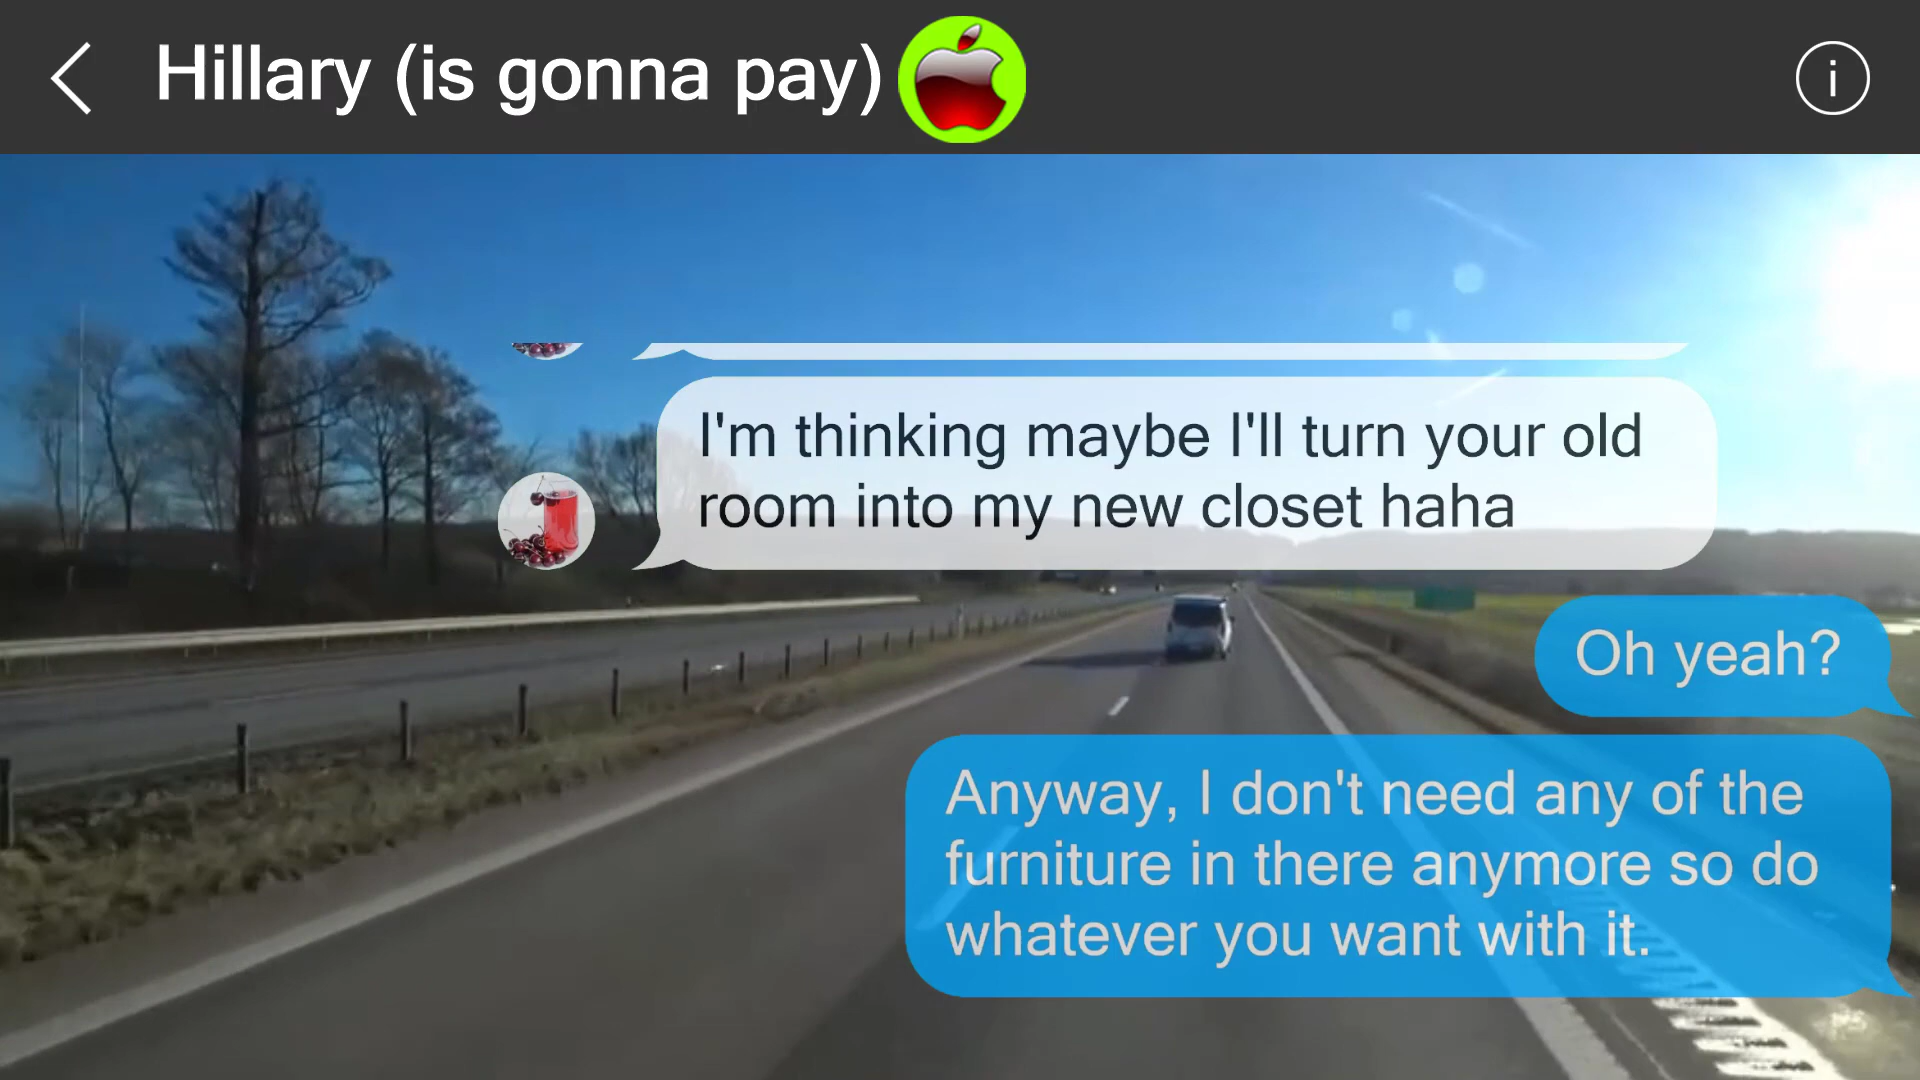 Hillary (is gonna pay)
I'm thinking maybe I'll turn your old
room into my new closet haha
Oh yeah?
Anyway, I don't need any of the
furniture in there anymore so do
whatever you want with it.